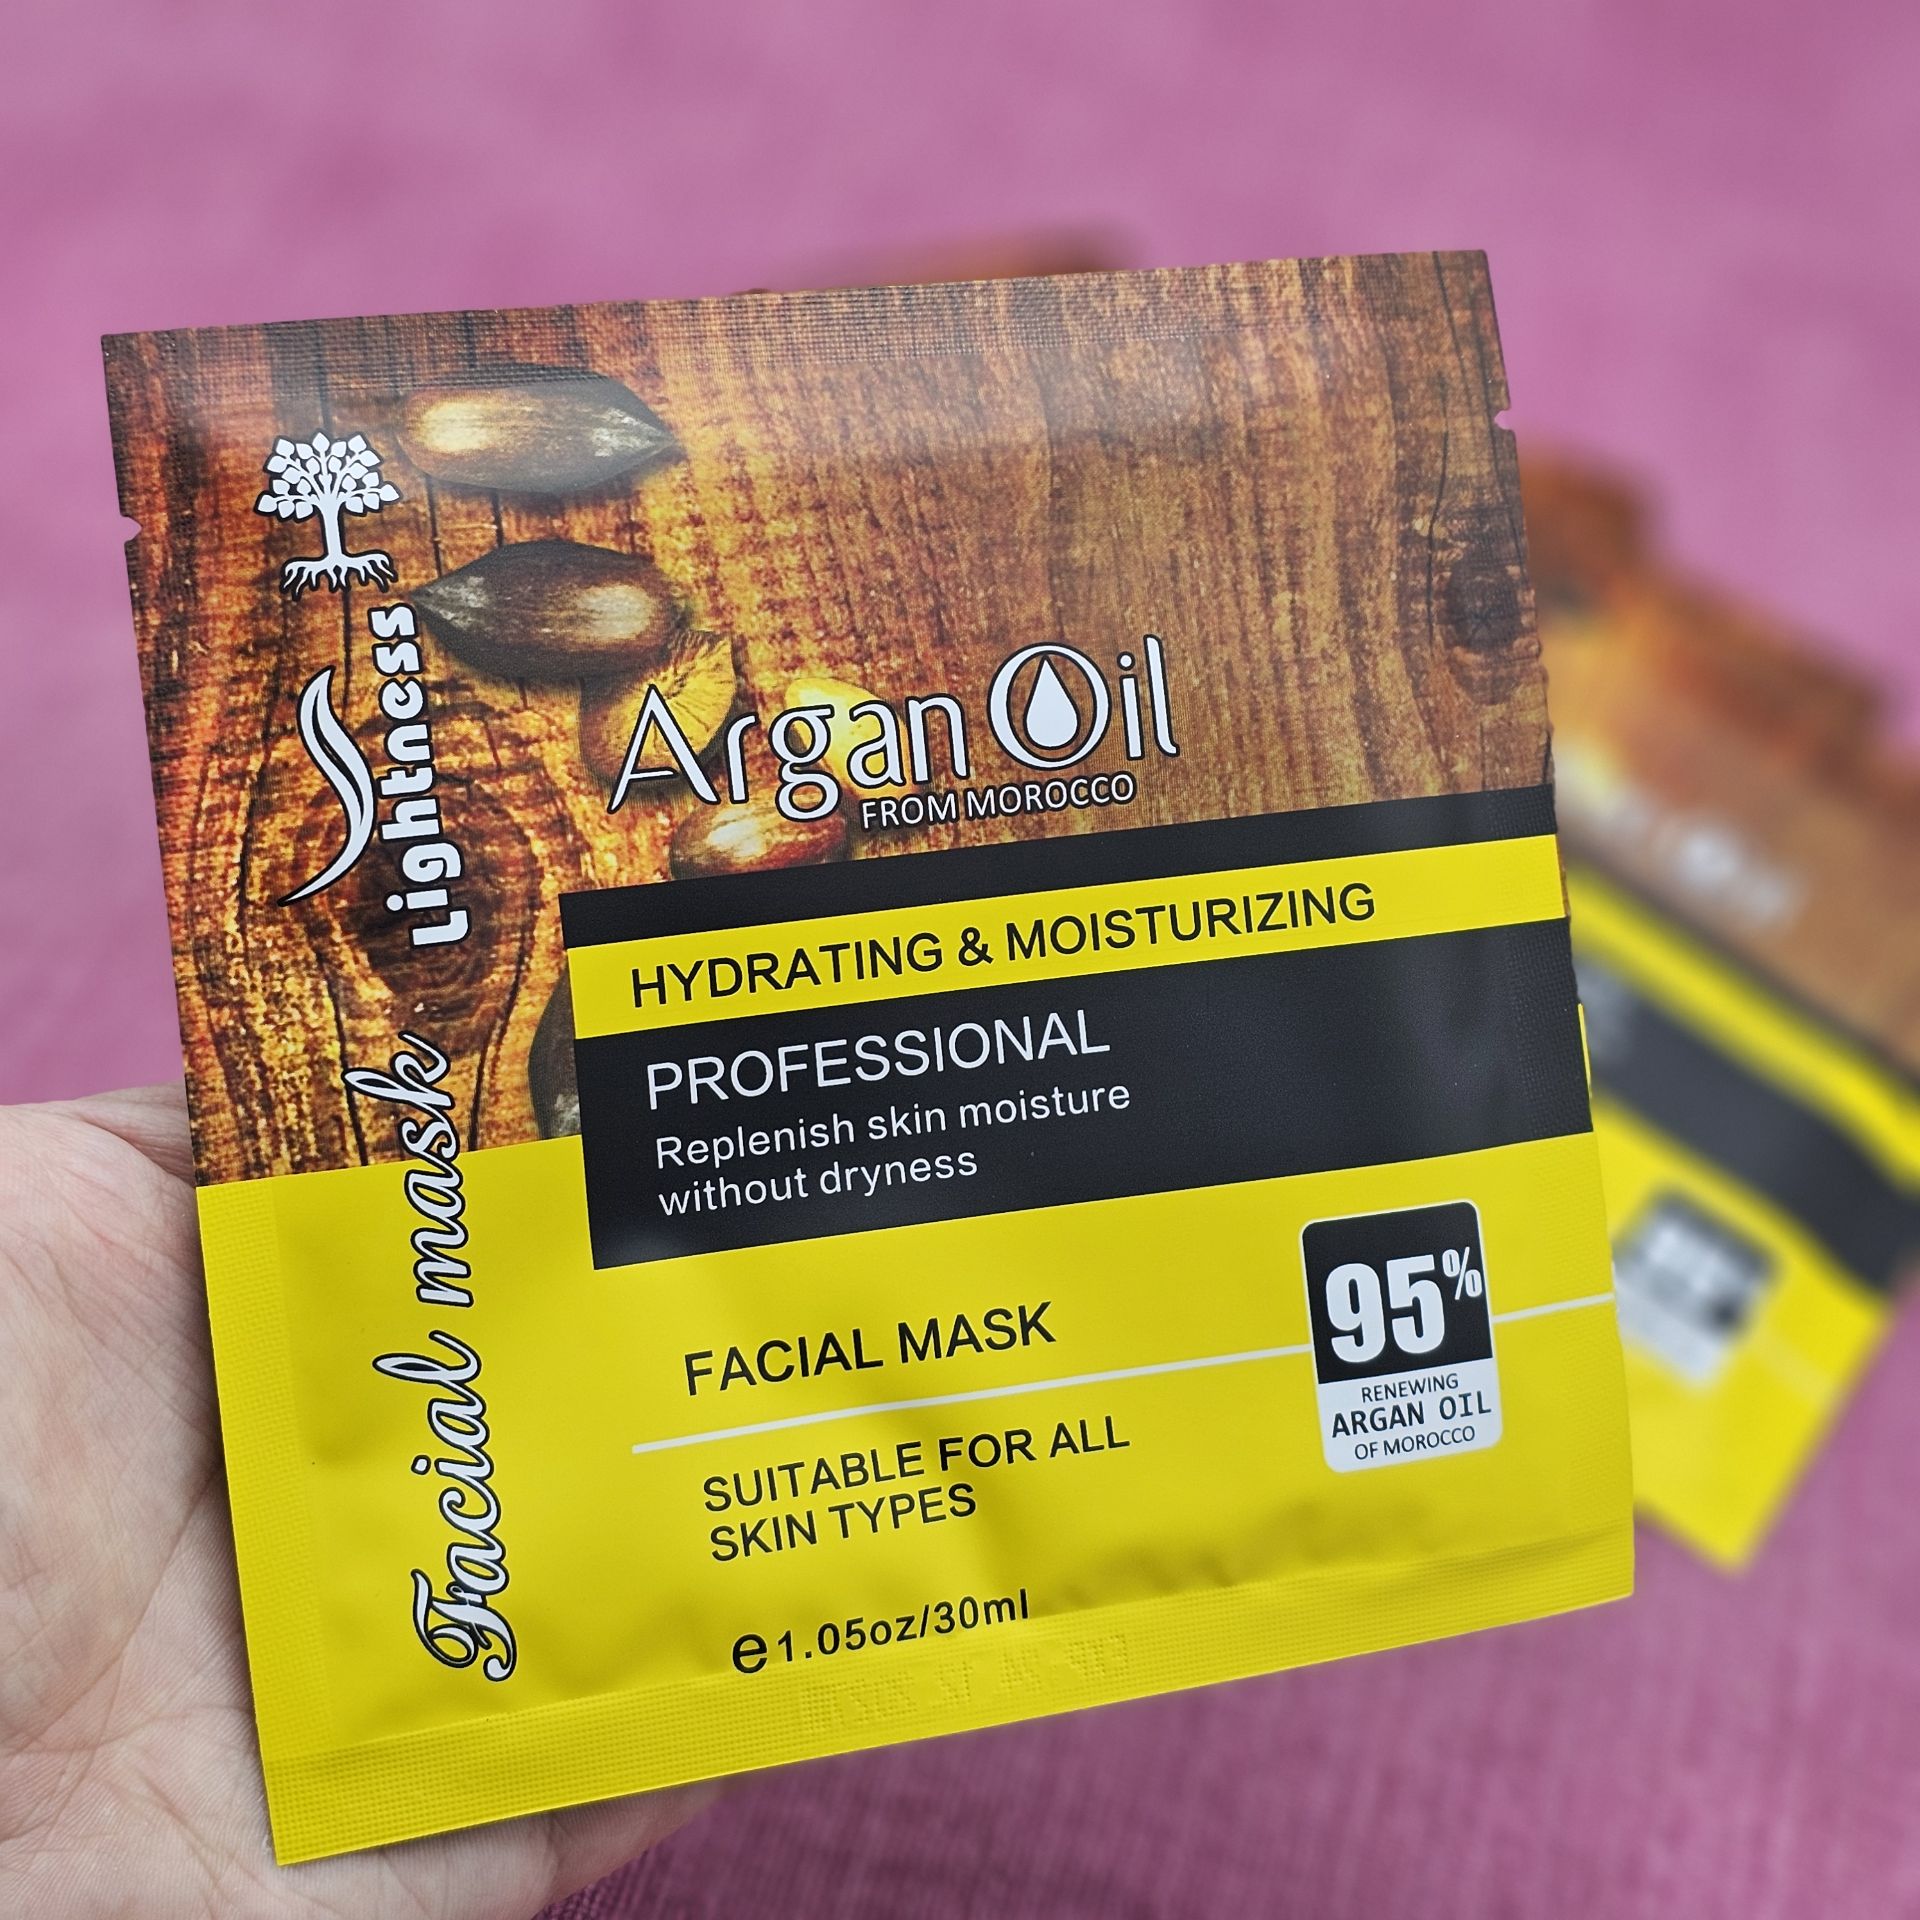 Lightness
Facial mask
Argan Oil
FROM MOROCCO
HYDRATING & MOISTURIZING
PROFESSIONAL
Replenish skin moisture
without dryness
FACIAL MASK
95%
RENEWING
ARGAN OIL
OF MOROCCO
SUITABLE FOR ALL
SKIN TYPES
e1.05oz/30ml